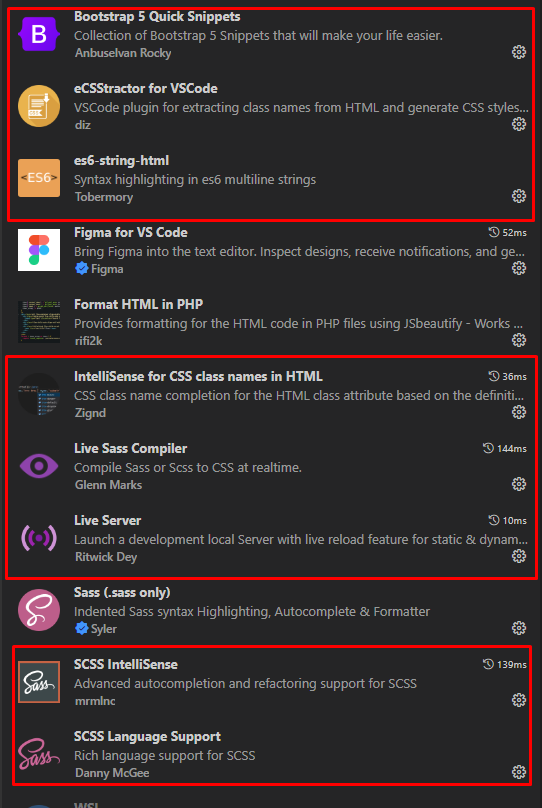 Bootstrap 5 Quick Snippets
B
Collection of Bootstrap 5 Snippets that will make your life easier.
Anbuselvan Rocky
eCSStractor for VSCode
VSCode plugin for extracting class names from HTML and generate CSS styles...
diz
es6-string-html
<ES6>
Syntax highlighting in es6 multiline strings
Tobermory
Figma for VS Code 52ms
Bring Figma into the text editor. Inspect designs, receive notifications, and ge...
Figma
Format HTML in PHP
Provides formatting for the HTML code in PHP files using JSbeautify - Works ...
rifi2k
IntelliSense for CSS class names in HTML 36ms
CSS class name completion for the HTML class attribute based on the definiti...
Zignd
Live Sass Compiler 144ms
Compile Sass or Scss to CSS at realtime.
Glenn Marks
Live Server 10ms
Launch a development local Server with live reload feature for static & dynam...
Ritwick Dey
Sass (.sass only)
Indented Sass syntax Highlighting, Autocomplete & Formatter
Syler
SCSS IntelliSense 139ms
Sass
Advanced autocompletion and refactoring support for SCSS
mrmlnc
SCSS Language Support
Sass
Rich language support for SCSS
Danny McGee
WSL